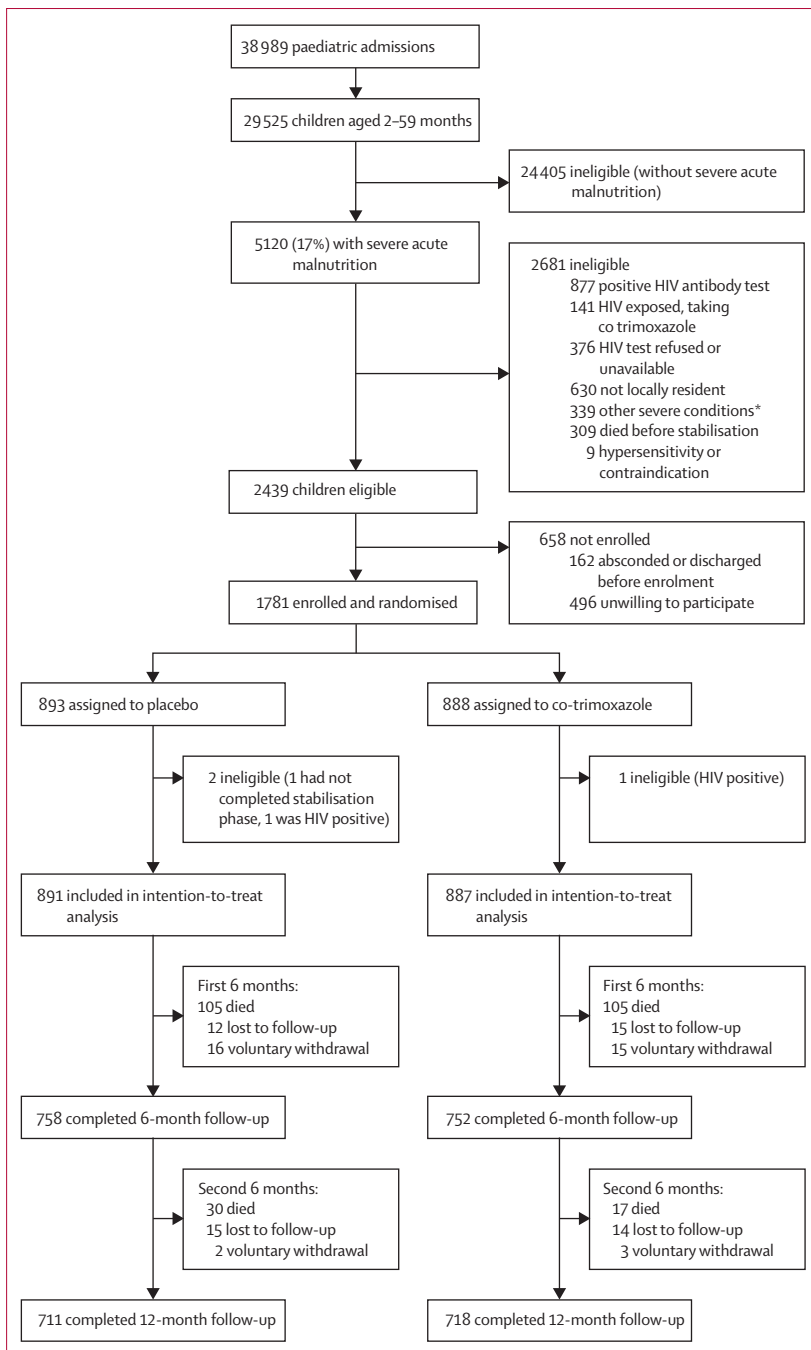 38 989 paediatric admissions
29 525 children aged 2–59 months
24 405 ineligible (without severe acute
malnutrition)
5120 (17%) with severe acute
malnutrition
2681 ineligible
877 positive HIV antibody test
141 HIV exposed, taking
co trimoxazole
376 HIV test refused or
unavailable
630 not locally resident
339 other severe conditions*
309 died before stabilisation
9 hypersensitivity or
contraindication
2439 children eligible
658 not enrolled
162 absconded or discharged
before enrolment
496 unwilling to participate
1781 enrolled and randomised
893 assigned to placebo
888 assigned to co-trimoxazole
2 ineligible (1 had not
completed stabilisation
phase, 1 was HIV positive)
1 ineligible (HIV positive)
891 included in intention-to-treat
analysis
887 included in intention-to-treat
analysis
First 6 months:
105 died
12 lost to follow-up
16 voluntary withdrawal
First 6 months:
105 died
15 lost to follow-up
15 voluntary withdrawal
758 completed 6-month follow-up
752 completed 6-month follow-up
Second 6 months:
30 died
15 lost to follow-up
2 voluntary withdrawal
Second 6 months:
17 died
14 lost to follow-up
3 voluntary withdrawal
711 completed 12-month follow-up
718 completed 12-month follow-up